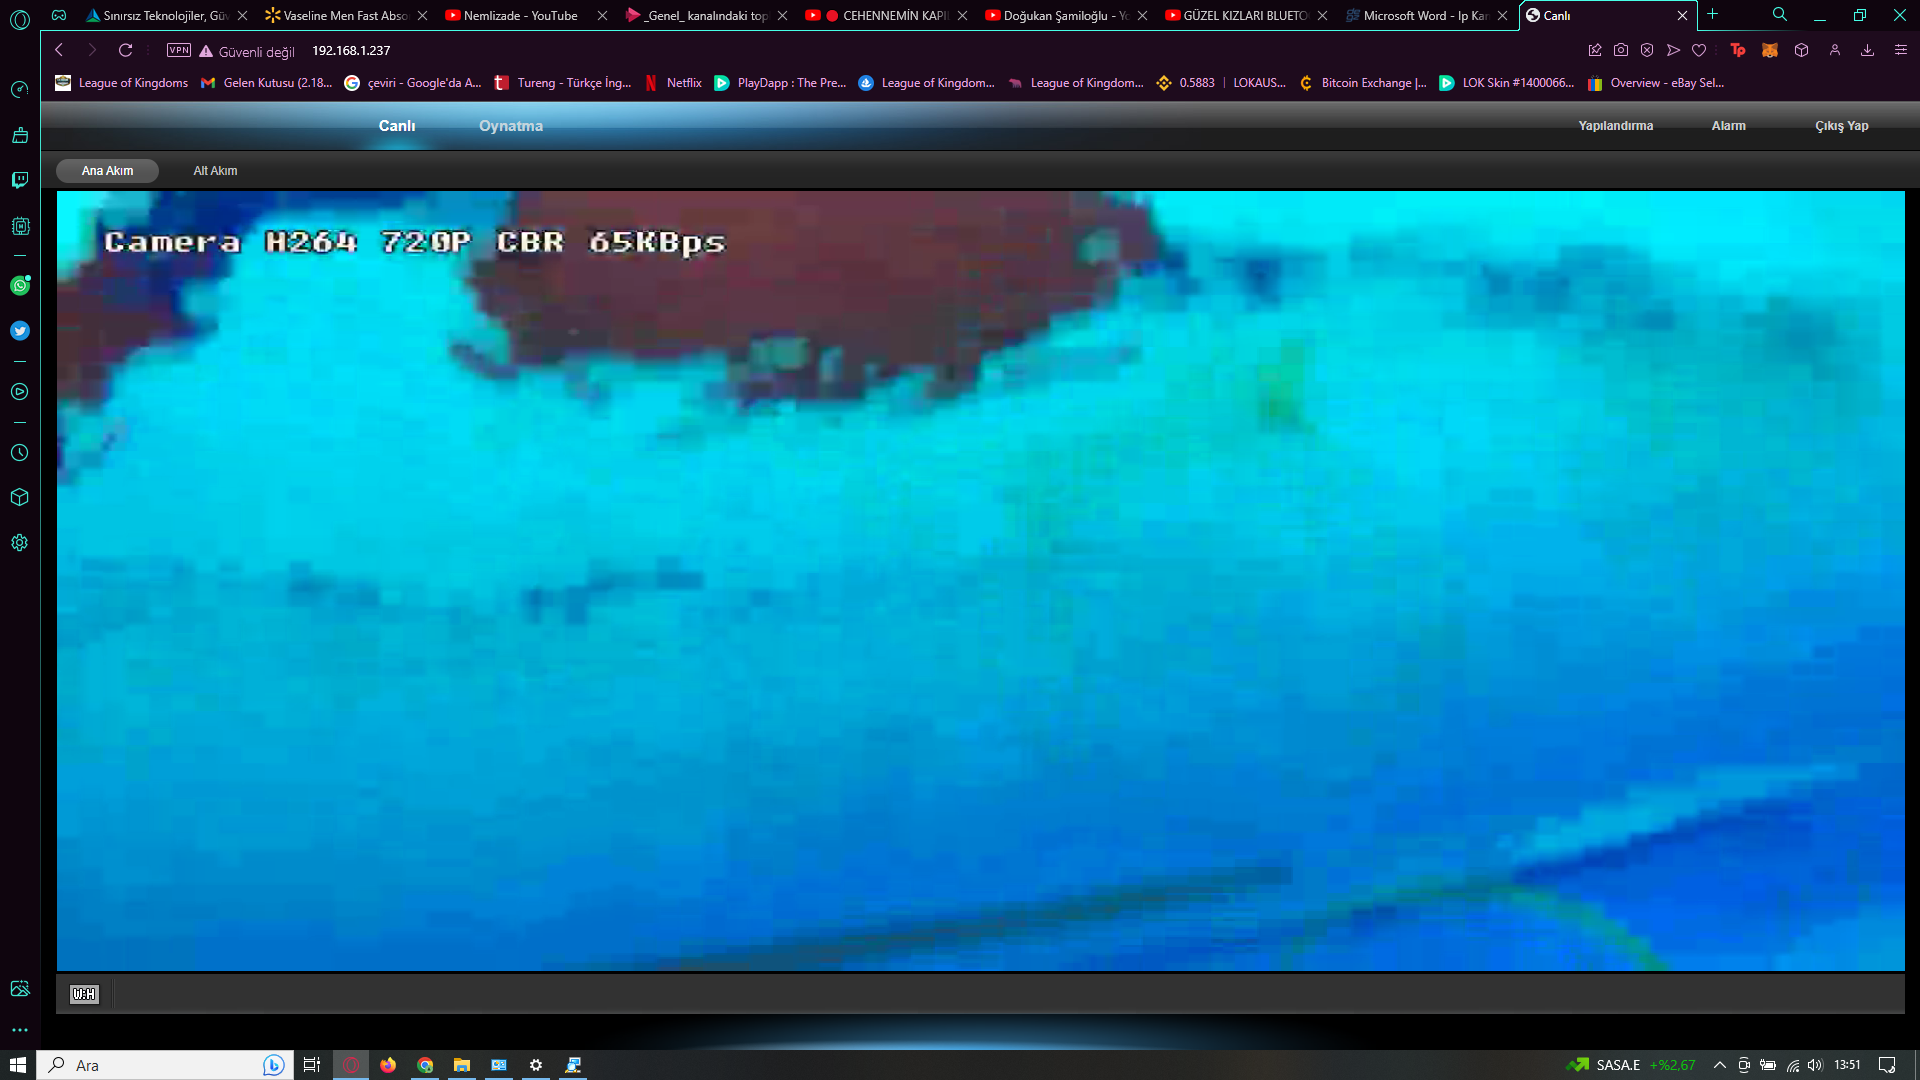 Sınırsız Teknolojiler, Güv
Vaseline Men Fast Abso
Nemlizade - YouTube
_Genel_ kanalındaki top
CEHENNEMİN KAPI
Doğukan Şamiloğlu - Yo
GÜZEL KIZLARI BLUETO
Microsoft Word - Ip Kam
Canlı
VPN
Güvenli değil
192.168.1.237
League of Kingdoms
Gelen Kutusu (2.18...
çeviri - Google'da A...
Tureng - Türkçe İng...
Netflix
PlayDapp : The Pre...
League of Kingdom...
League of Kingdom...
0.5883 | LOKAUS...
Bitcoin Exchange |...
LOK Skin #1400066...
Overview - eBay Sel...
Canlı
Oynatma
Yapılandırma
Alarm
Çıkış Yap
Ana Akım
Alt Akım
Camera H264 720P CBR 65KBps
W:H
Ara
SASA.E +%2,67
13:51